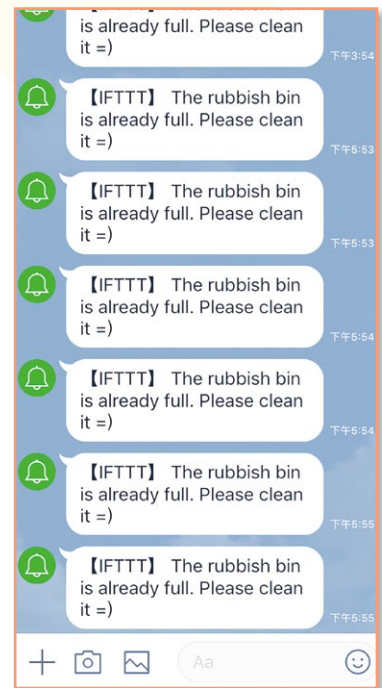 is already full. Please clean
it =)
下午3:54
【IFTTT】 The rubbish bin
is already full. Please clean
it =)
下午5:53
【IFTTT】 The rubbish bin
is already full. Please clean
it =)
下午5:53
【IFTTT】 The rubbish bin
is already full. Please clean
it =)
下午5:54
【IFTTT】 The rubbish bin
is already full. Please clean
it =)
下午5:54
【IFTTT】 The rubbish bin
is already full. Please clean
it =)
下午5:55
【IFTTT】 The rubbish bin
is already full. Please clean
it =)
下午5:55
Aa